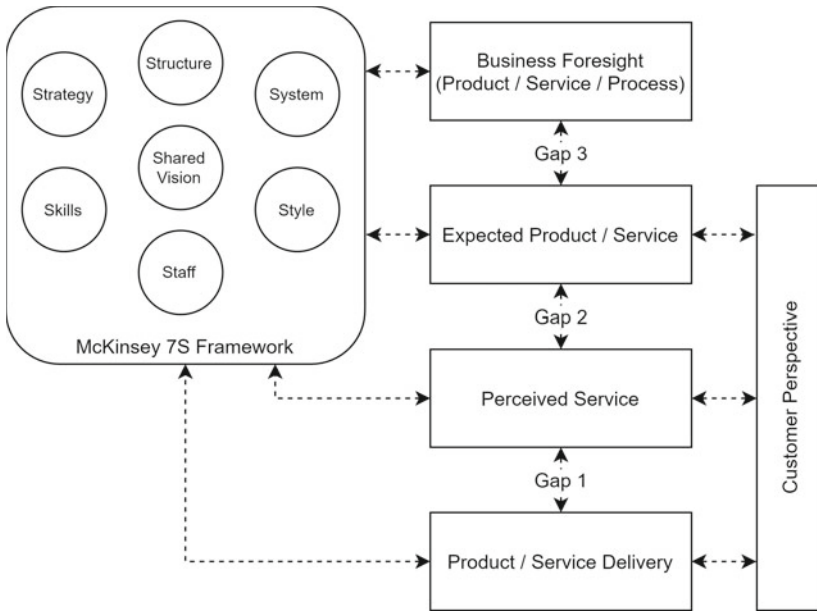 Structure
Strategy
System
Shared
Vision
Skills
Style
Staff
McKinsey 7S Framework
Business Foresight
(Product / Service / Process)
Gap 3
Expected Product / Service
Gap 2
Perceived Service
Gap 1
Product / Service Delivery
Customer Perspective